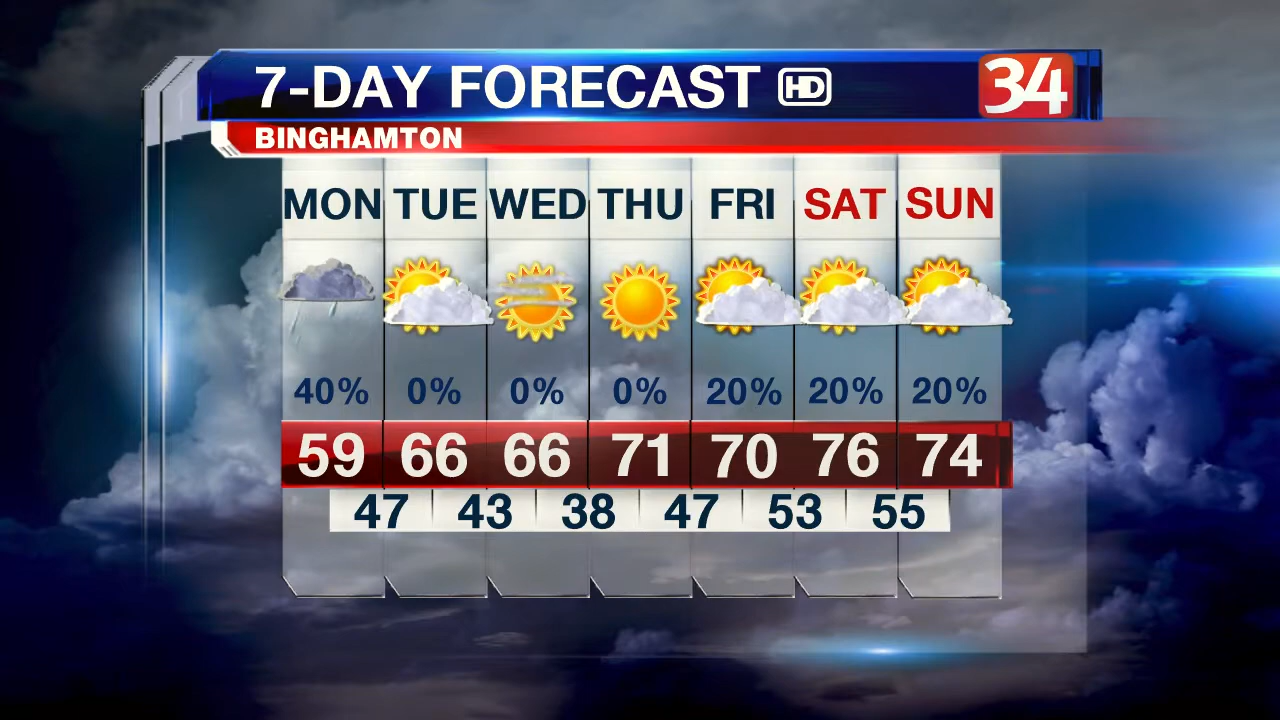 7-DAY FORECAST HD 34
BINGHAMTON
MON TUE WED THU FRI SAT SUN
40% 0% 0% 0% 20% 20% 20%
59 66 66 71 70 76 74
47 43 38 47 53 55